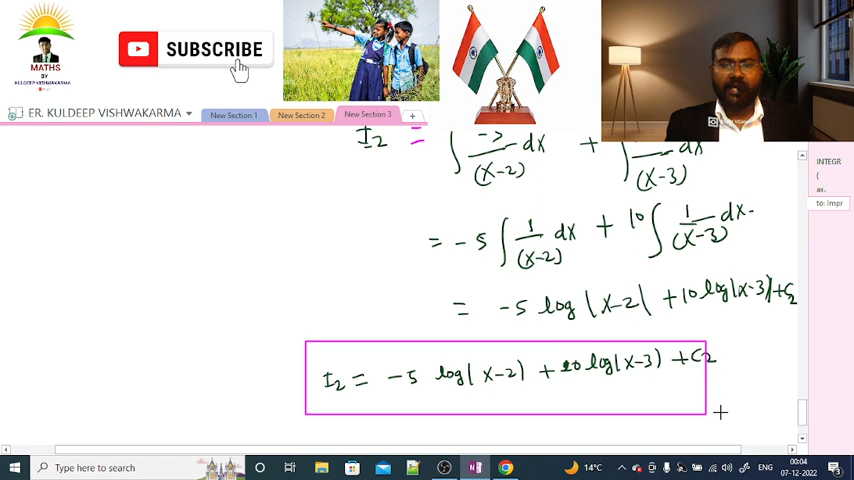 SUBSCRIBE
MATHS
BY
KULDEEP VISHWAKARMA
ER. KULDEEP VISHWAKARMA
New Section 1
New Section 2
New Section 3
+
INTEGR
{
ax.
to: Impr
I₂ = ∫ -5/(x-2) dx + ∫ /(x-3) dx
= -5 ∫ 1/(x-2) dx + 10 ∫ 1/(x-3) dx.
= -5 log|x-2| + 10 log|x-3| + C₂
I₂ = -5 log(x-2) + 10 log(x-3) + C₂
Type here to search
14°C
ENG
00:04
07-12-2022
3